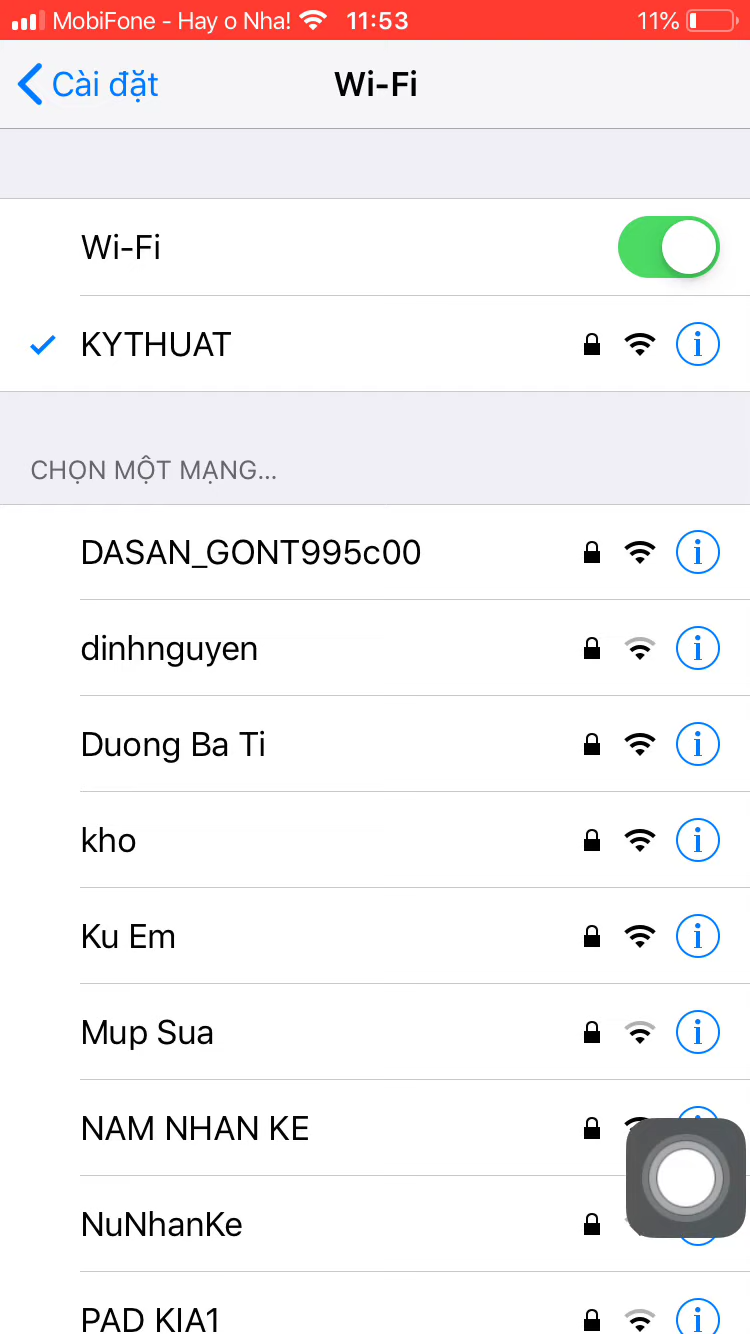 MobiFone - Hay o Nha! 11:53 11%
Cài đặt Wi-Fi
Wi-Fi
KYTHUAT
CHỌN MỘT MẠNG...
DASAN_GONT995c00
dinhnguyen
Duong Ba Ti
kho
Ku Em
Mup Sua
NAM NHAN KE
NuNhanKe
PAD KIA1